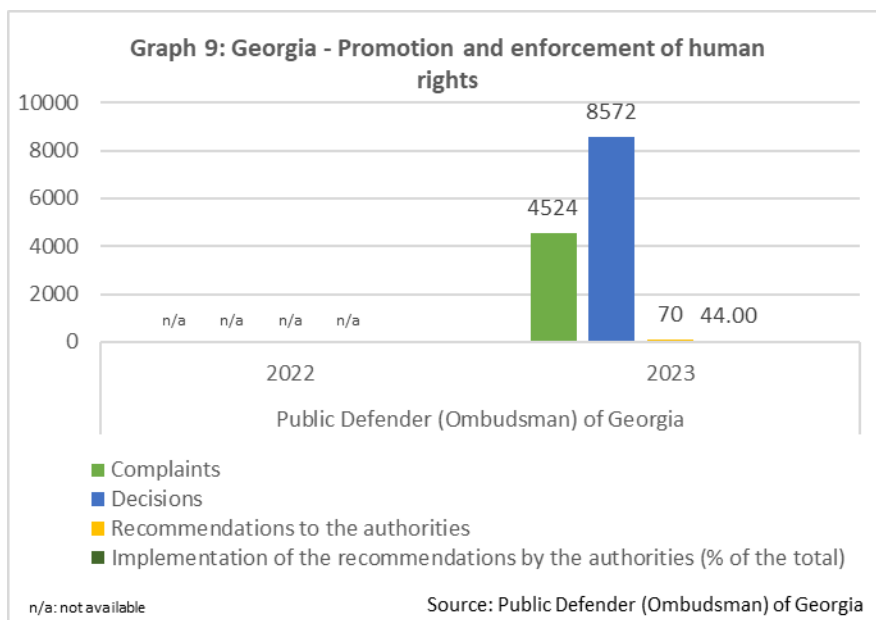 Graph 9: Georgia - Promotion and enforcement of human
rights
10000
8000
6000
4000
2000
0
n/a n/a n/a n/a
4524
8572
70
44.00
2022 2023
Public Defender (Ombudsman) of Georgia
Complaints
Decisions
Recommendations to the authorities
Implementation of the recommendations by the authorities (% of the total)
n/a: not available
Source: Public Defender (Ombudsman) of Georgia